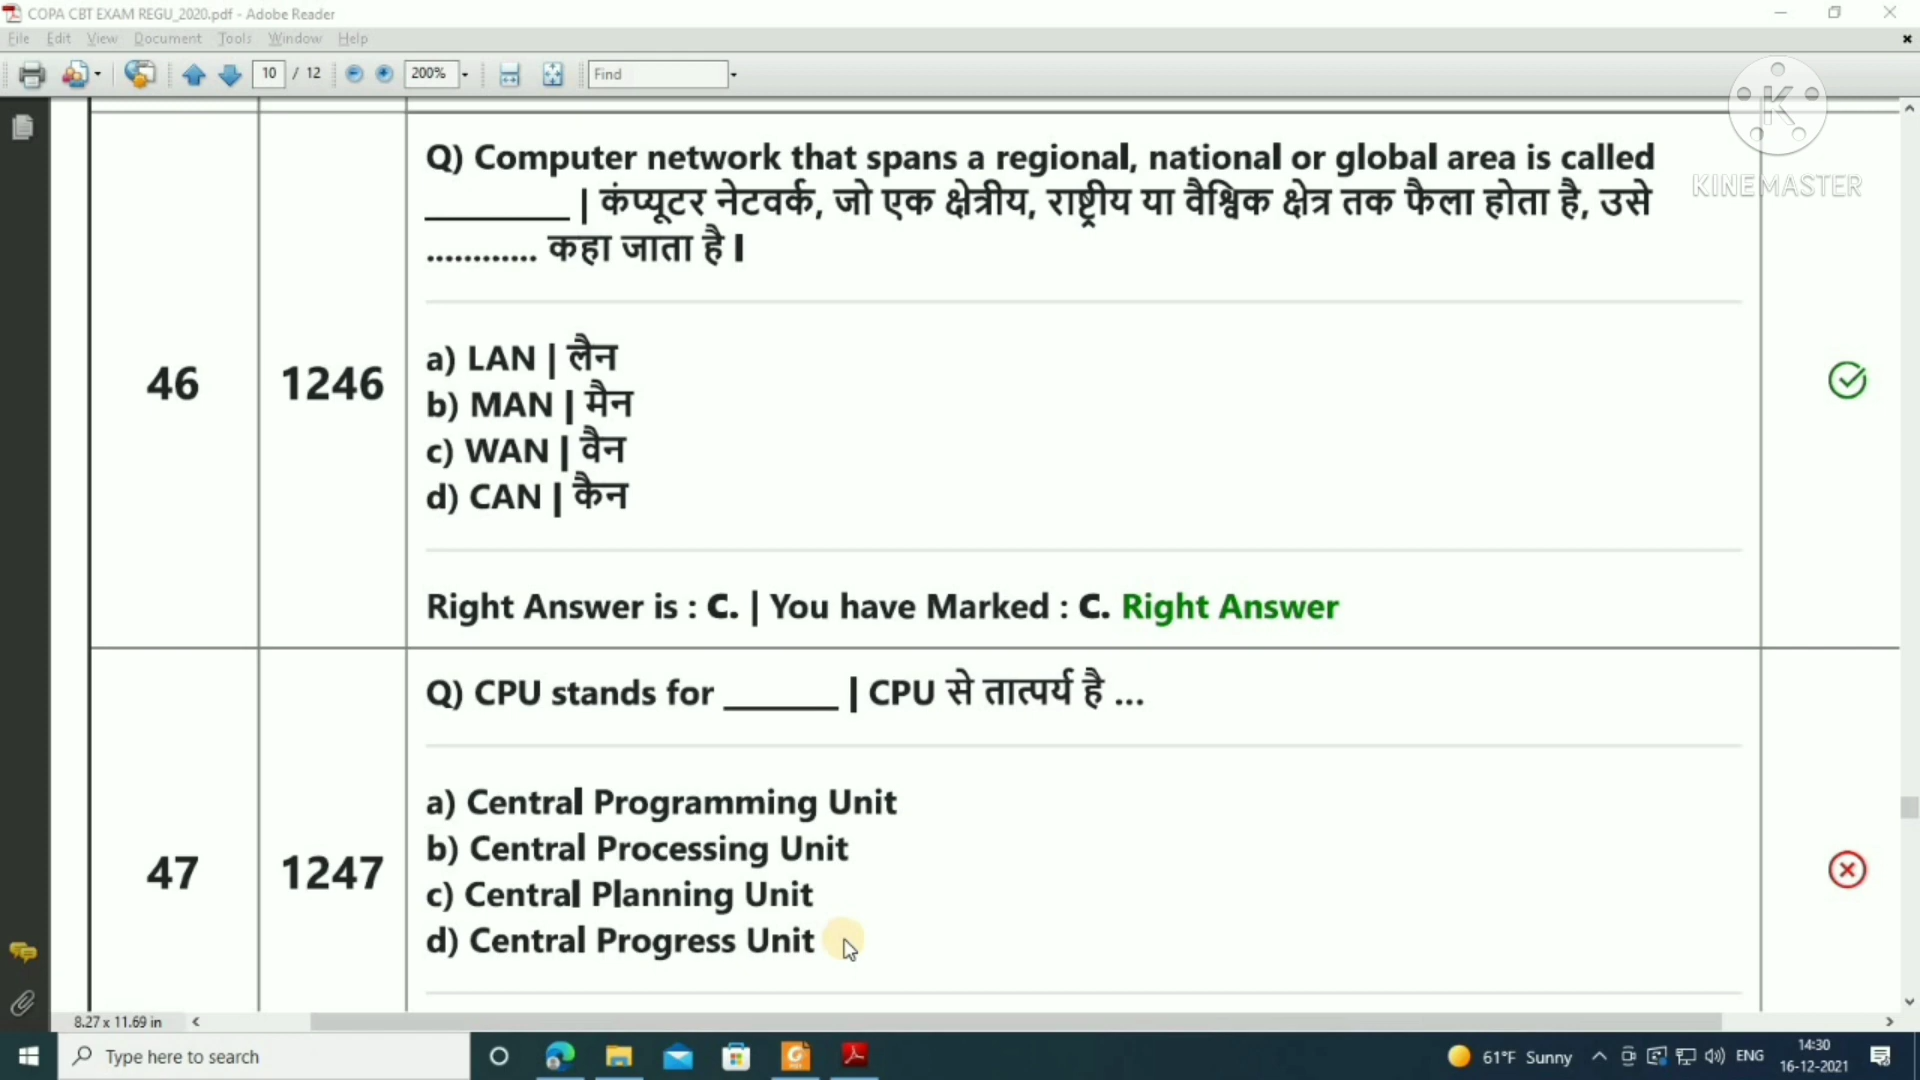 COPA CBT EXAM REGU_2020.pdf - Adobe Reader
File Edit View Document Tools Window Help
10 / 12 200% Find
KINEMASTER
Q) Computer network that spans a regional, national or global area is called
________ | कंप्यूटर नेटवर्क, जो एक क्षेत्रीय, राष्ट्रीय या वैश्विक क्षेत्र तक फैला होता है, उसे
............ कहा जाता है I
46 1246
a) LAN | लैन
b) MAN | मैन
c) WAN | वैन
d) CAN | कैन
Right Answer is : C. | You have Marked : C. Right Answer
Q) CPU stands for ______ | CPU से तात्पर्य है ...
47 1247
a) Central Programming Unit
b) Central Processing Unit
c) Central Planning Unit
d) Central Progress Unit
8.27 x 11.69 in
Type here to search
61°F Sunny ENG
14:30
16-12-2021